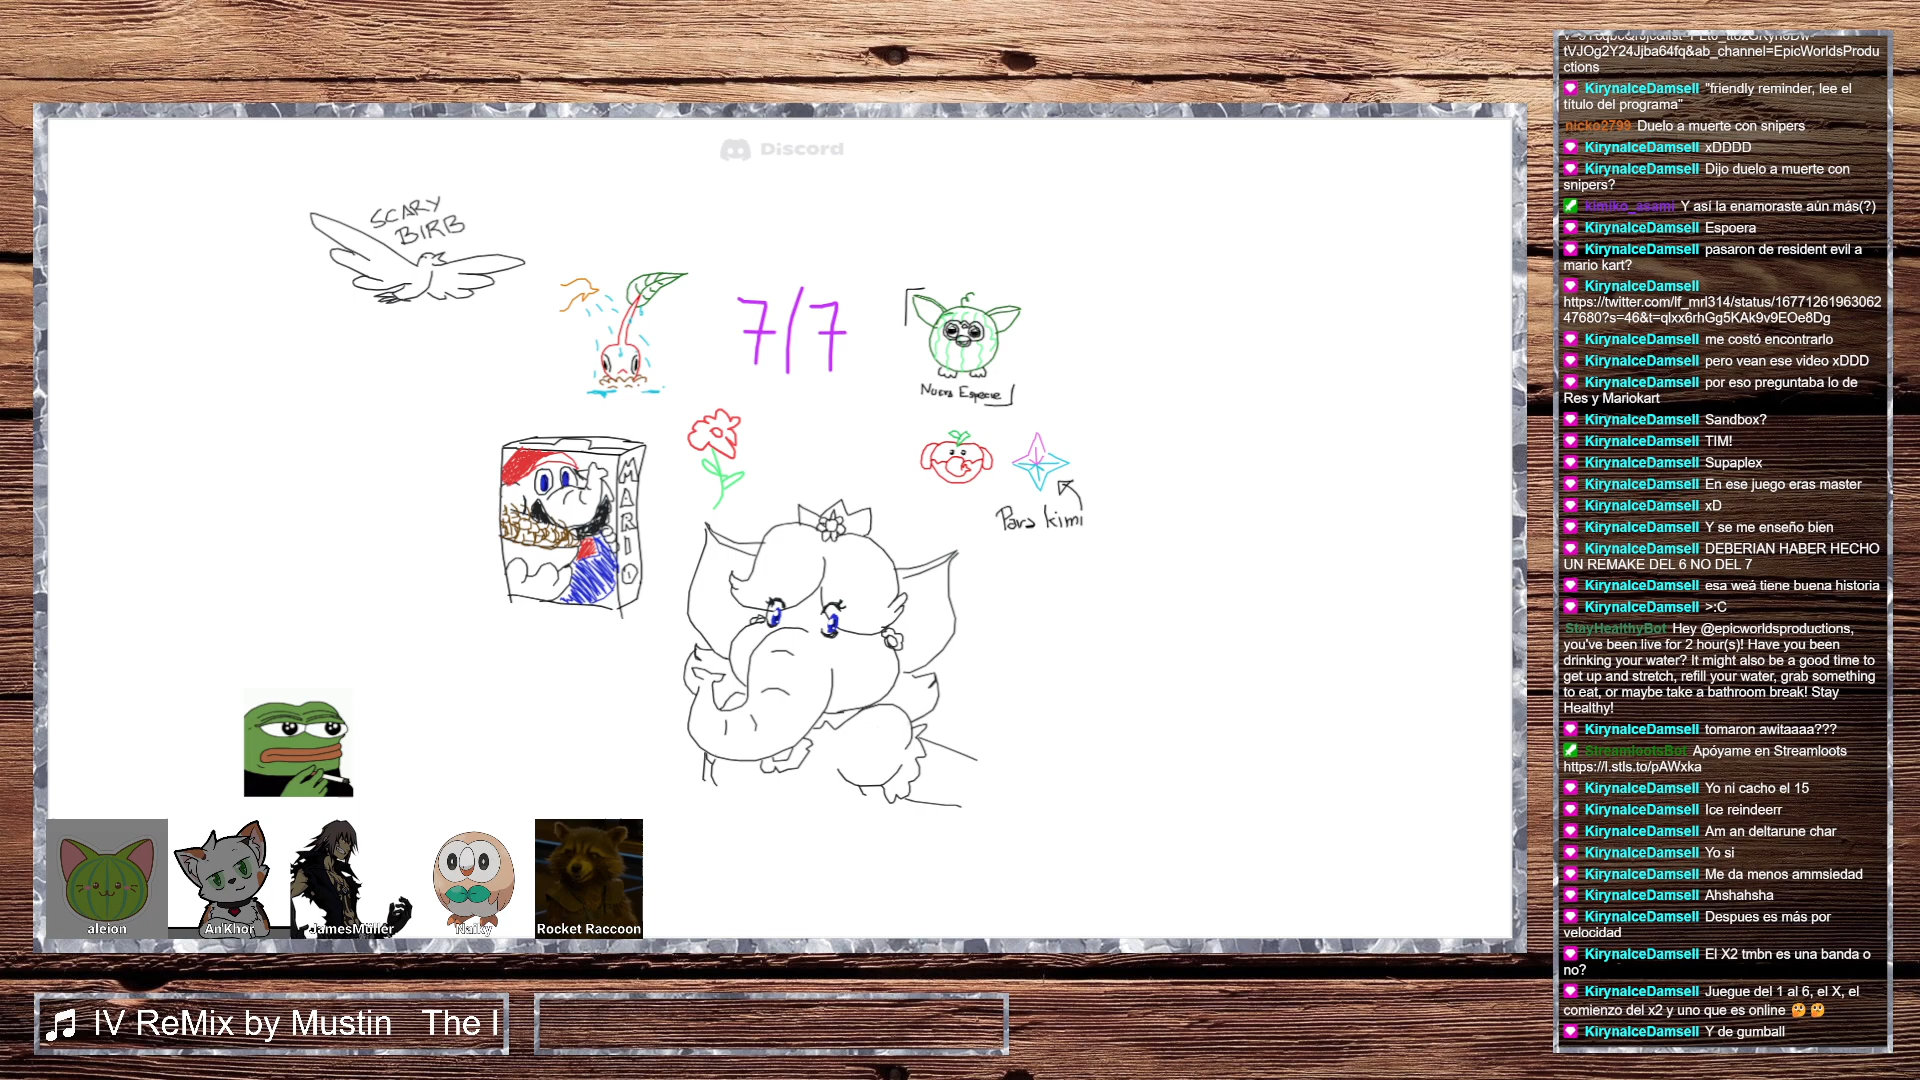 Discord
SCARY
BIRB
7/7
Nueva Especie
MARIO
Para kimi
aleion
An'Khor
JamesMüller
Naiky
Rocket Raccoon
IV ReMix by Mustin The I
tVJOg2Y24Jjba64fq&ab_channel=EpicWorldsProdu
ctions
KirynalceDamsell "friendly reminder, lee el
título del programa"
nicko2799 Duelo a muerte con snipers
KirynalceDamsell xDDDD
KirynalceDamsell Dijo duelo a muerte con
snipers?
kimiko_asami Y así la enamoraste aún más(?)
KirynalceDamsell Espoera
KirynalceDamsell pasaron de resident evil a
mario kart?
KirynalceDamsell
https://twitter.com/lf_mrl314/status/16771261963062
47680?s=46&t=qlxx6rhGg5KAk9v9EOe8Dg
KirynalceDamsell me costó encontrarlo
KirynalceDamsell pero vean ese video xDDD
KirynalceDamsell por eso preguntaba lo de
Res y Mariokart
KirynalceDamsell Sandbox?
KirynalceDamsell TIM!
KirynalceDamsell Supaplex
KirynalceDamsell En ese juego eras master
KirynalceDamsell xD
KirynalceDamsell Y se me enseño bien
KirynalceDamsell DEBERIAN HABER HECHO
UN REMAKE DEL 6 NO DEL 7
KirynalceDamsell esa weá tiene buena historia
KirynalceDamsell >:C
StayHealthyBot Hey @epicworldsproductions,
you've been live for 2 hour(s)! Have you been
drinking your water? It might also be a good time to
get up and stretch, refill your water, grab something
to eat, or maybe take a bathroom break! Stay
Healthy!
KirynalceDamsell tomaron awitaaaa???
StreamlootsBot Apóyame en Streamloots
https://l.stls.to/pAWxka
KirynalceDamsell Yo ni cacho el 15
KirynalceDamsell Ice reindeerr
KirynalceDamsell Am an deltarune char
KirynalceDamsell Yo si
KirynalceDamsell Me da menos ammsiedad
KirynalceDamsell Ahshahsha
KirynalceDamsell Despues es más por
velocidad
KirynalceDamsell El X2 tmbn es una banda o
no?
KirynalceDamsell Juegue del 1 al 6, el X, el
comienzo del x2 y uno que es online 🤔🤔
KirynalceDamsell Y de gumball